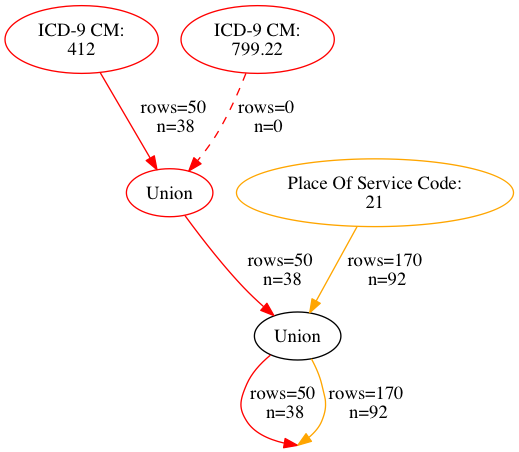 ICD-9 CM:
412
ICD-9 CM:
799.22
rows=50
n=38
rows=0
n=0
Union
Place Of Service Code:
21
rows=50
n=38
rows=170
n=92
Union
rows=50
n=38
rows=170
n=92